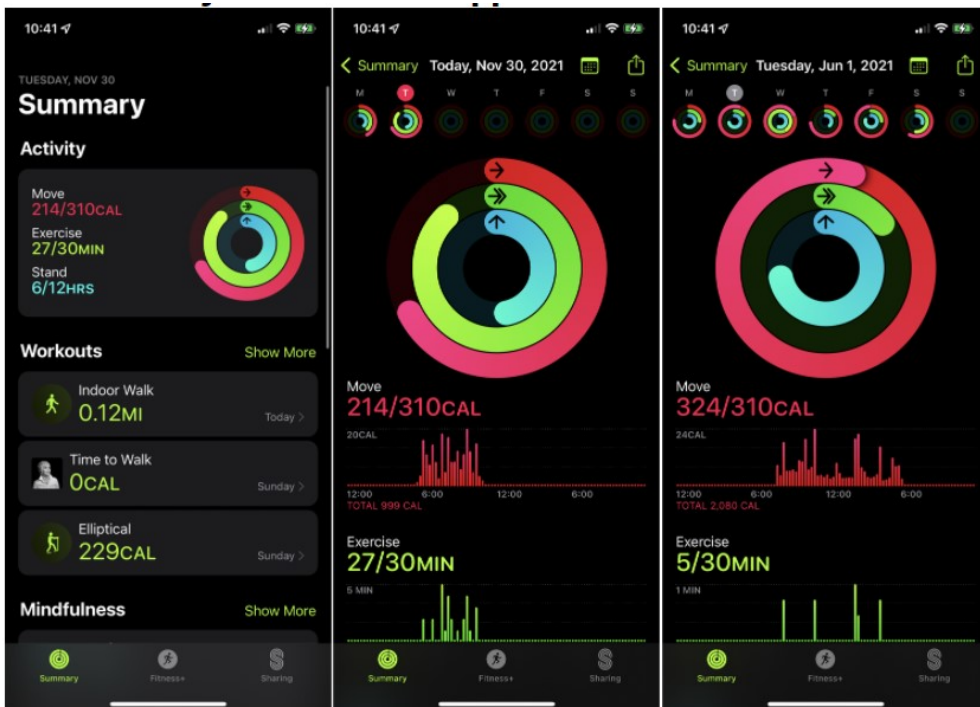 10:41
TUESDAY, NOV 30
Summary
Activity
Move
214/310CAL
Exercise
27/30MIN
Stand
6/12HRS
Workouts Show More
Indoor Walk
0.12MI Today
Time to Walk
0CAL Sunday
Elliptical
229CAL Sunday
Mindfulness Show More
Summary Fitness+ Sharing
10:41
Summary Today, Nov 30, 2021
M T W T F S S
Move
214/310CAL
20CAL
12:00 6:00 12:00 6:00
TOTAL 999 CAL
Exercise
27/30MIN
5 MIN
Summary Fitness+ Sharing
10:41
Summary Tuesday, Jun 1, 2021
M T W T F S S
Move
324/310CAL
24CAL
12:00 6:00 12:00 6:00
TOTAL 2,080 CAL
Exercise
5/30MIN
1 MIN
Summary Fitness+ Sharing